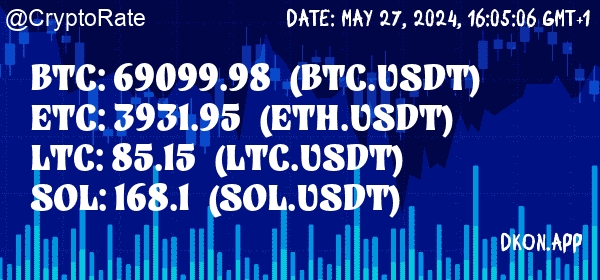 @CryptoRate
DATE: MAY 27, 2024, 16:05:06 GMT+1
BTC: 69099.98 (BTC.USDT)
ETC: 3931.95 (ETH.USDT)
LTC: 85.15 (LTC.USDT)
SOL: 168.1 (SOL.USDT)
DKON.APP